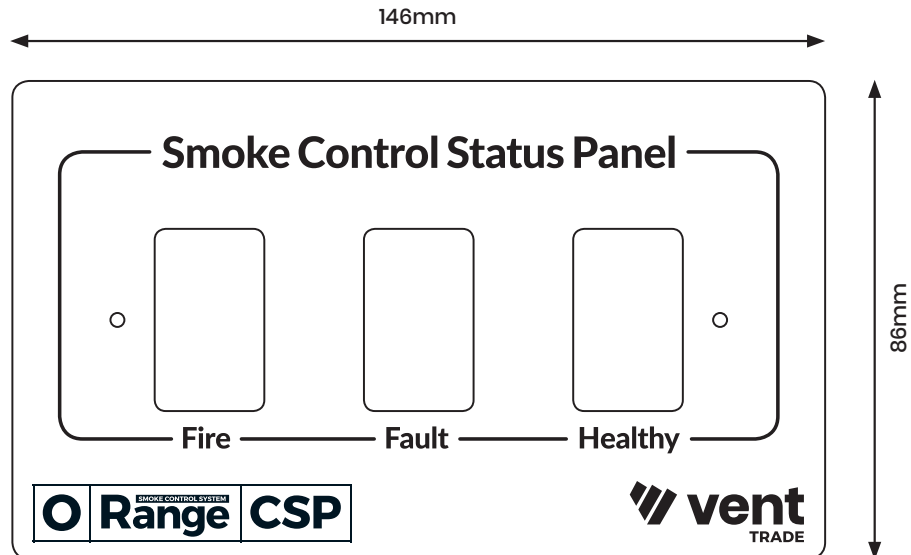 146mm
Smoke Control Status Panel
86mm
Fire Fault Healthy
SMOKE CONTROL SYSTEM
O Range CSP
vent
TRADE